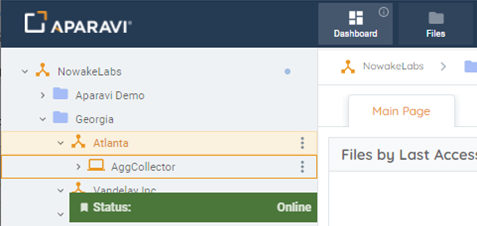 APARAVI®
Dashboard
Files
NowakeLabs
Aparavi Demo
Georgia
Atlanta
AggCollector
Vandelay Inc
Status: Online
NowakeLabs
Main Page
Files by Last Acces